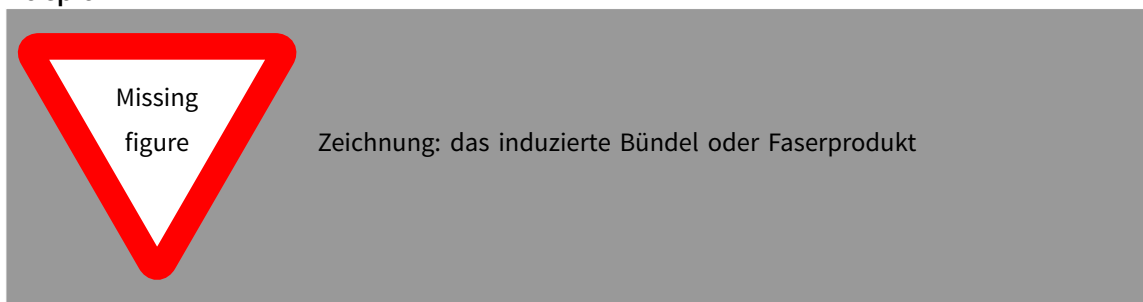 Missing
figure
Zeichnung: das induzierte Bündel oder Faserprodukt